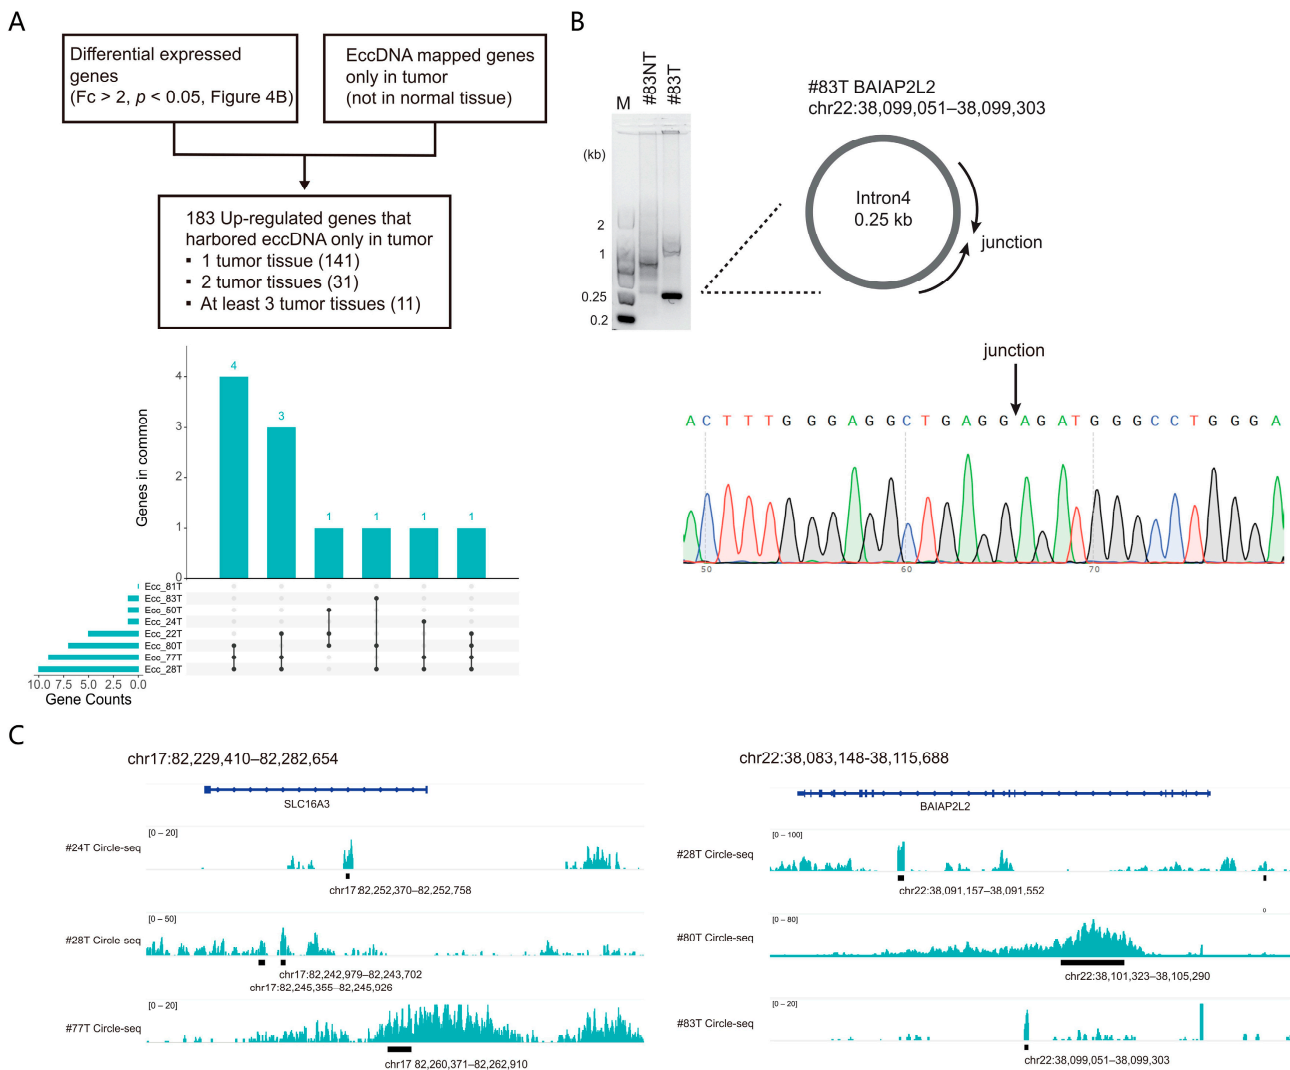 A
Differential expressed
genes
(Fc > 2, p < 0.05, Figure 4B)
EccDNA mapped genes
only in tumor
(not in normal tissue)
183 Up-regulated genes that
harbored eccDNA only in tumor
▪ 1 tumor tissue (141)
▪ 2 tumor tissues (31)
▪ At least 3 tumor tissues (11)
Genes in common
4
3
2
1
0
4
3
1
1
1
1
Ecc_81T
Ecc_83T
Ecc_50T
Ecc_24T
Ecc_22T
Ecc_80T
Ecc_77T
Ecc_28T
10.0 7.5 5.0 2.5 0.0
Gene Counts
B
M #83NT #83T
(kb)
2
1
0.25
0.2
#83T BAIAP2L2
chr22:38,099,051–38,099,303
Intron4
0.25 kb
junction
junction
A C T T T G G G A G G C T G A G G A G A T G G G C C T G G G A
50 60 70
C
chr17:82,229,410–82,282,654
SLC16A3
#24T Circle-seq
[0 – 20]
chr17:82,252,370–82,252,758
#28T Circle-seq
[0 – 50]
chr17:82,242,979–82,243,702
chr17:82,245,355–82,245,926
#77T Circle-seq
[0 – 20]
chr17 82,260,371–82,262,910
chr22:38,083,148-38,115,688
BAIAP2L2
#28T Circle-seq
[0 – 100]
chr22:38,091,157–38,091,552
0
#80T Circle-seq
[0 – 80]
chr22:38,101,323–38,105,290
#83T Circle-seq
[0 – 20]
chr22:38,099,051–38,099,303